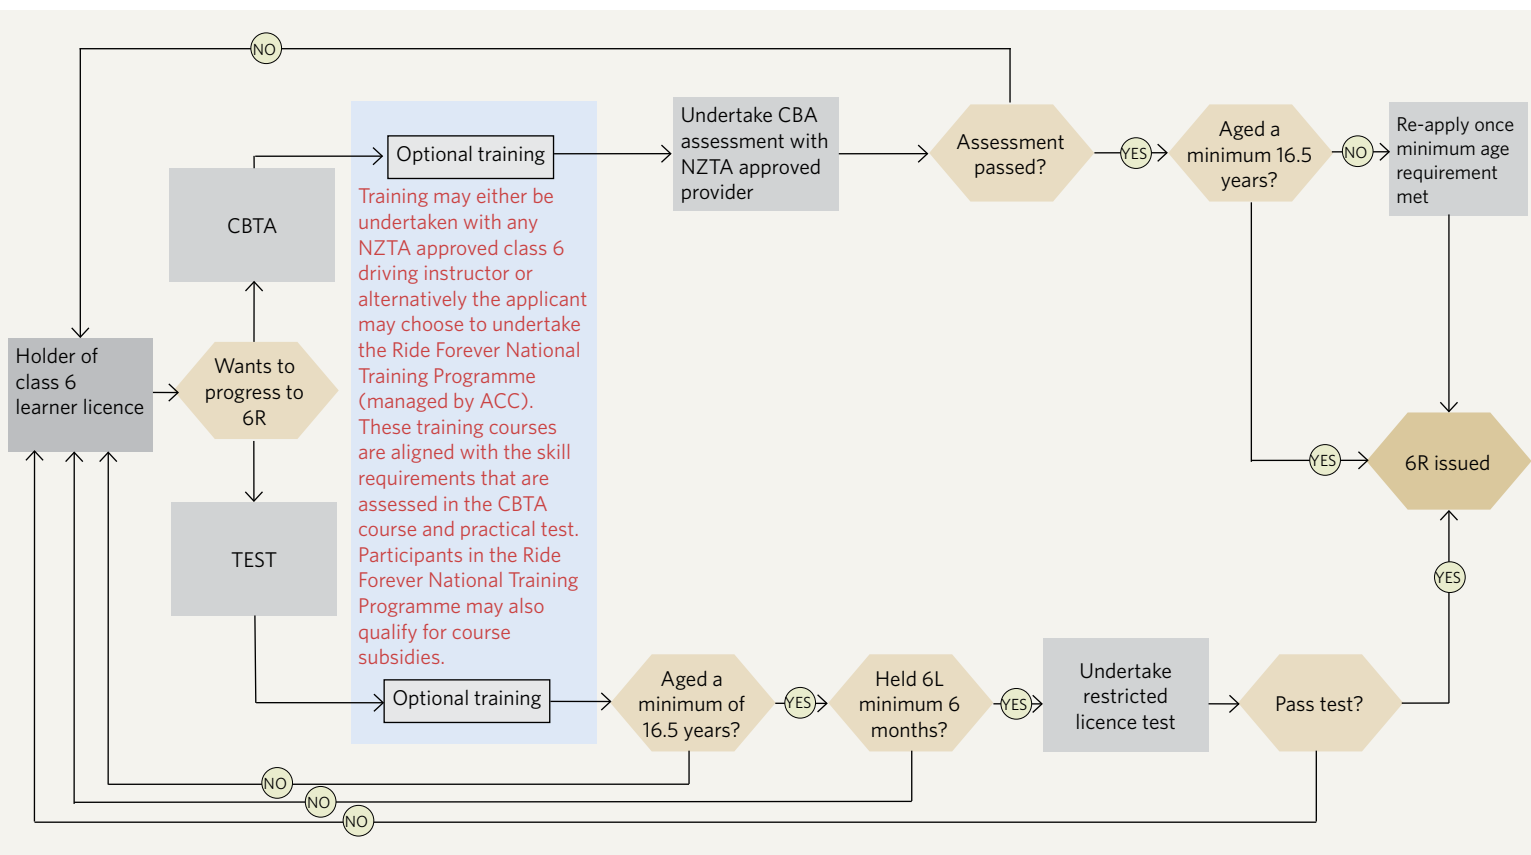 NO
Undertake CBA
assessment with
NZTA approved
provider
Assessment
passed?
YES
Aged a
minimum 16.5
years?
NO
Re-apply once
minimum age
requirement
met
Optional training
CBTA
Training may either be
undertaken with any
NZTA approved class 6
driving instructor or
alternatively the applicant
may choose to undertake
the Ride Forever National
Training Programme
(managed by ACC).
These training courses
are aligned with the skill
requirements that are
assessed in the CBTA
course and practical test.
Participants in the Ride
Forever National Training
Programme may also
qualify for course
subsidies.
Holder of
class 6
learner licence
Wants to
progress to
6R
YES
6R issued
TEST
YES
Optional training
Aged a
minimum of
16.5 years?
YES
Held 6L
minimum 6
months?
YES
Undertake
restricted
licence test
Pass test?
NO
NO
NO